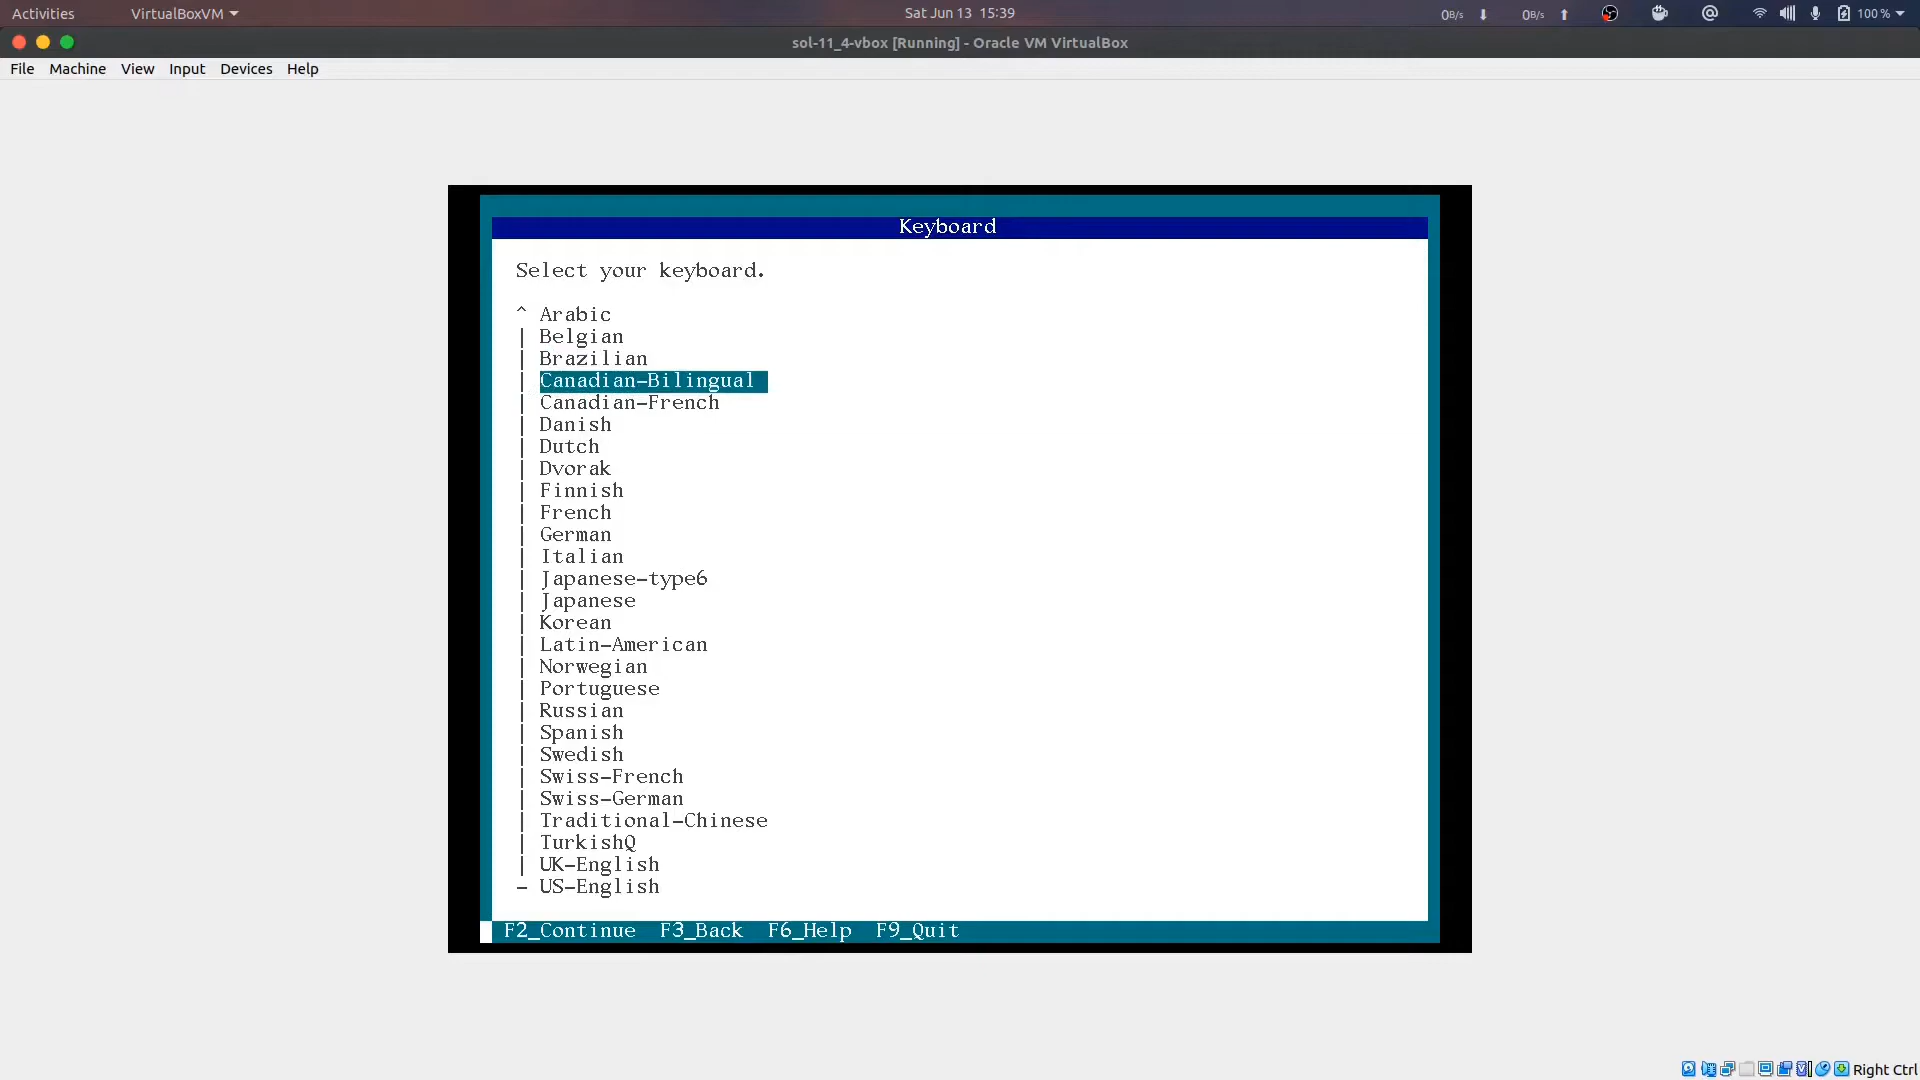 Activities VirtualBoxVM Sat Jun 13 15:39 0B/s 0B/s 100 %
sol-11_4-vbox [Running] - Oracle VM VirtualBox
File Machine View Input Devices Help
Keyboard
Select your keyboard.
^ Arabic
| Belgian
| Brazilian
| Canadian-Bilingual
| Canadian-French
| Danish
| Dutch
| Dvorak
| Finnish
| French
| German
| Italian
| Japanese-type6
| Japanese
| Korean
| Latin-American
| Norwegian
| Portuguese
| Russian
| Spanish
| Swedish
| Swiss-French
| Swiss-German
| Traditional-Chinese
| TurkishQ
| UK-English
- US-English
F2_Continue F3_Back F6_Help F9_Quit
Right Ctrl